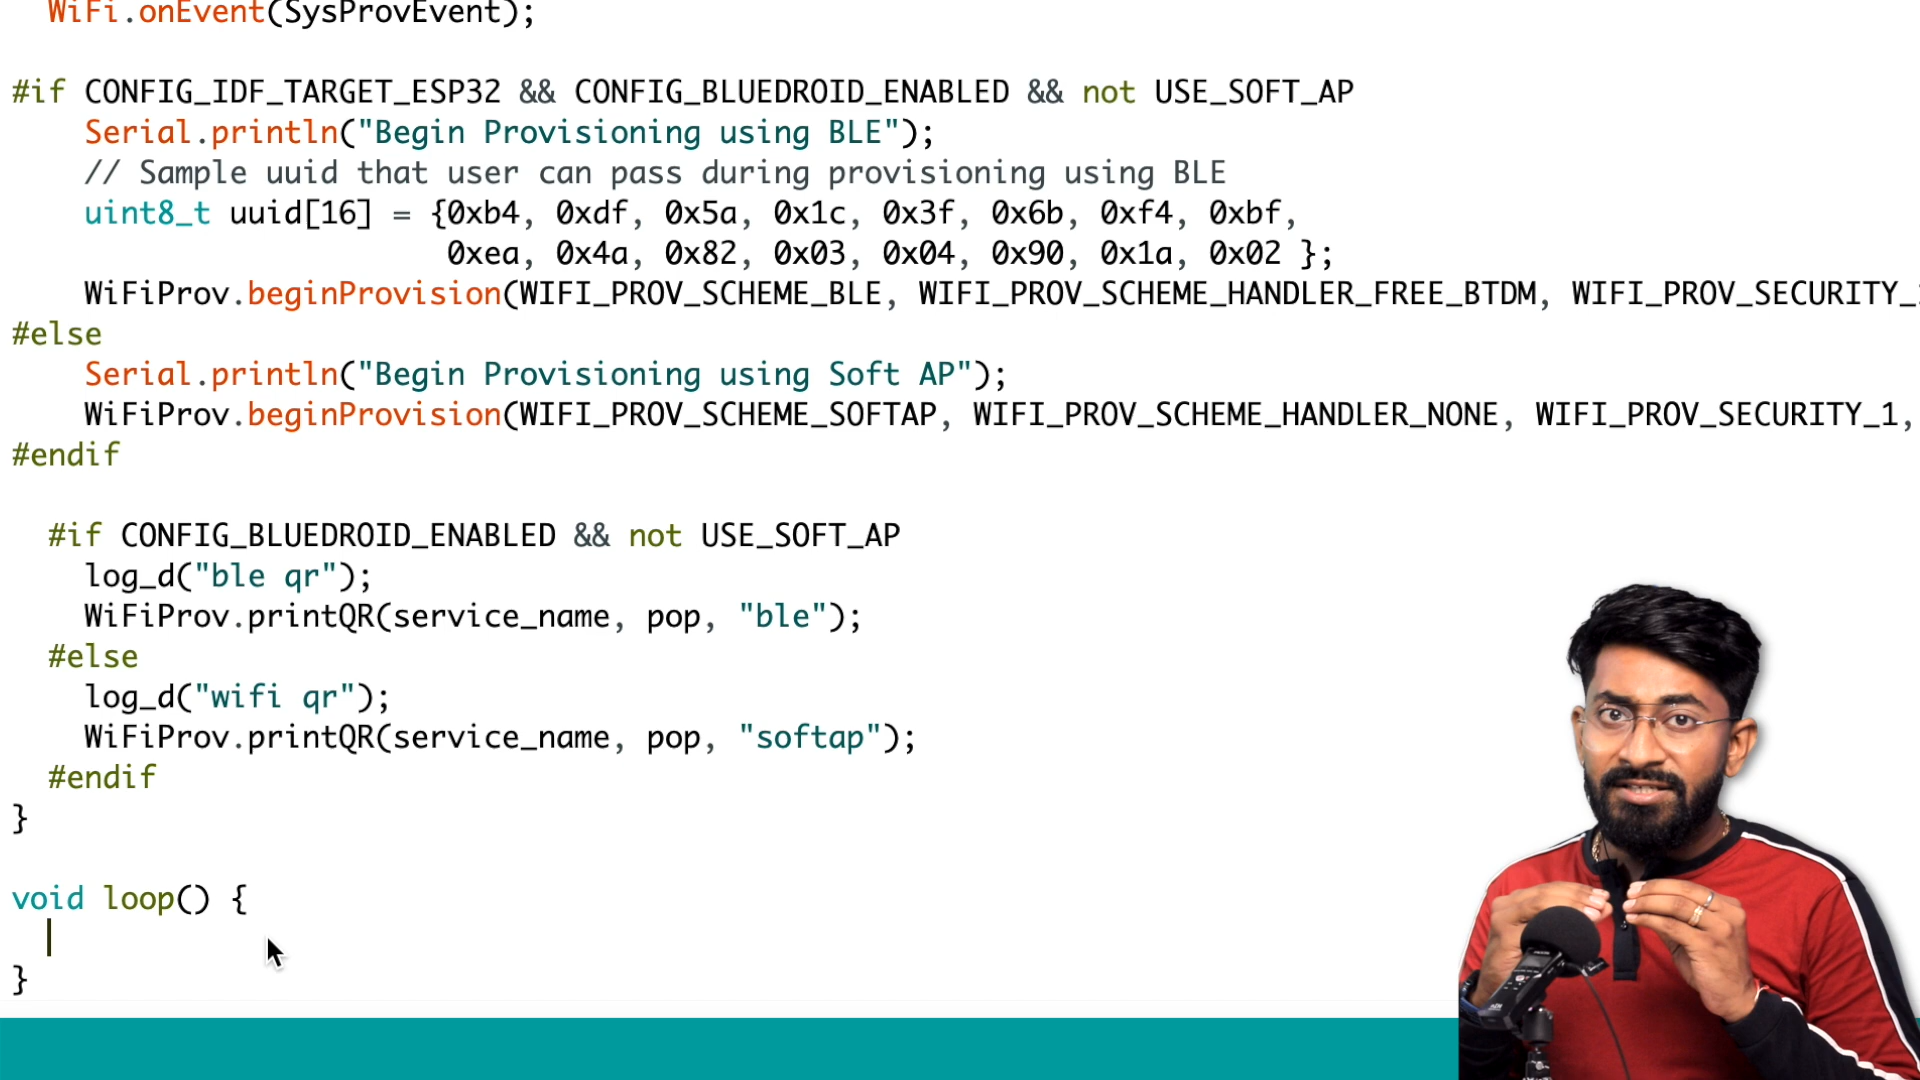 WiFi.onEvent(SysProvEvent);
#if CONFIG_IDF_TARGET_ESP32 && CONFIG_BLUEDROID_ENABLED && not USE_SOFT_AP
Serial.println("Begin Provisioning using BLE");
// Sample uuid that user can pass during provisioning using BLE
uint8_t uuid[16] = {0xb4, 0xdf, 0x5a, 0x1c, 0x3f, 0x6b, 0xf4, 0xbf,
0xea, 0x4a, 0x82, 0x03, 0x04, 0x90, 0x1a, 0x02 };
WiFiProv.beginProvision(WIFI_PROV_SCHEME_BLE, WIFI_PROV_SCHEME_HANDLER_FREE_BTDM, WIFI_PROV_SECURITY_
#else
Serial.println("Begin Provisioning using Soft AP");
WiFiProv.beginProvision(WIFI_PROV_SCHEME_SOFTAP, WIFI_PROV_SCHEME_HANDLER_NONE, WIFI_PROV_SECURITY_1,
#endif
#if CONFIG_BLUEDROID_ENABLED && not USE_SOFT_AP
log_d("ble qr");
WiFiProv.printQR(service_name, pop, "ble");
#else
log_d("wifi qr");
WiFiProv.printQR(service_name, pop, "softap");
#endif
}
void loop() {
}